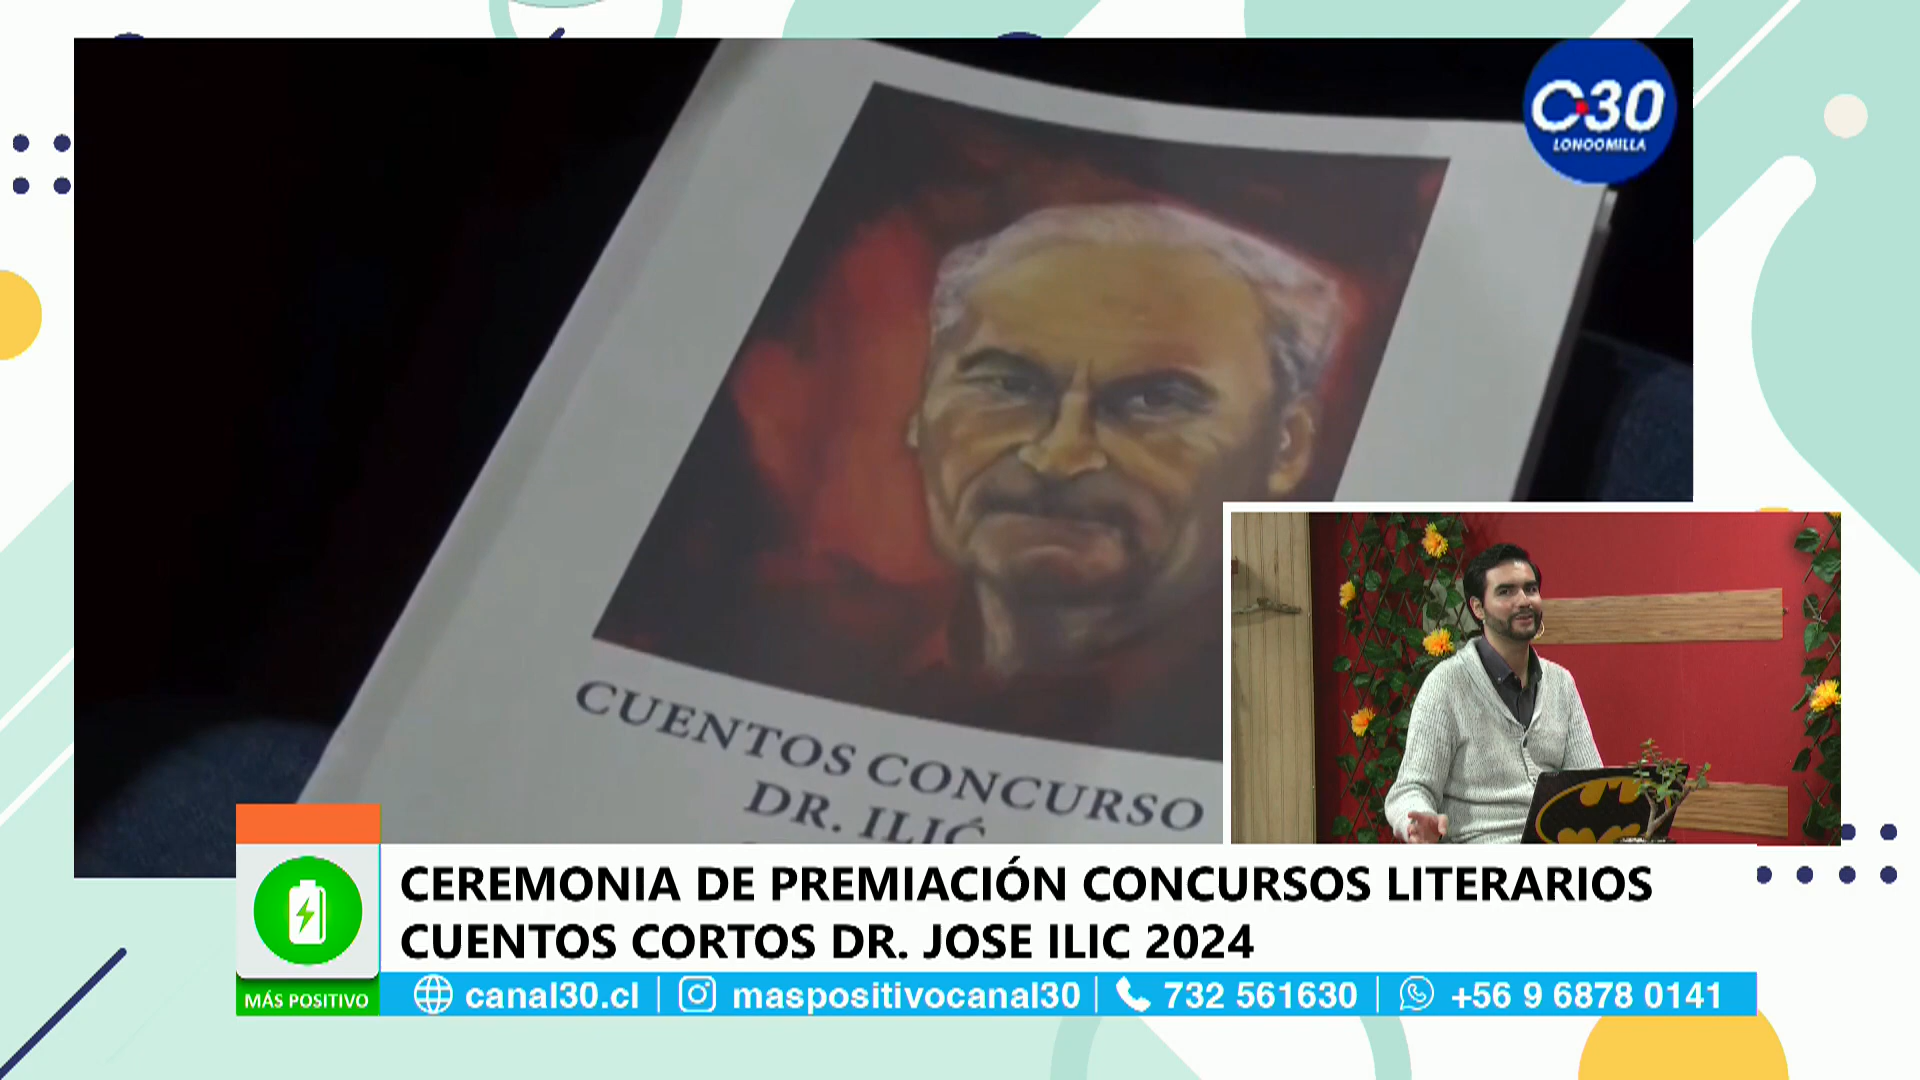 C30
LONCOMILLA
CUENTOS CONCURSO
DR. ILIĆ
CEREMONIA DE PREMIACIÓN CONCURSOS LITERARIOS
CUENTOS CORTOS DR. JOSE ILIC 2024
MÁS POSITIVO
canal30.cl
maspositivocanal30
732 561630
+56 9 6878 0141